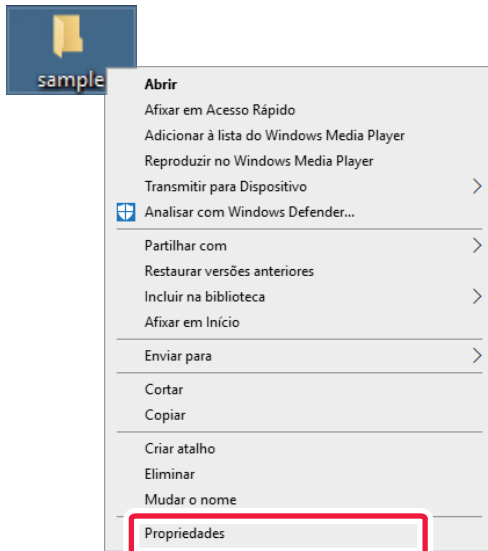 sample
Abrir
Afixar em Acesso Rápido
Adicionar à lista do Windows Media Player
Reproduzir no Windows Media Player
Transmitir para Dispositivo
Analisar com Windows Defender...
Partilhar com
Restaurar versões anteriores
Incluir na biblioteca
Afixar em Início
Enviar para
Cortar
Copiar
Criar atalho
Eliminar
Mudar o nome
Propriedades